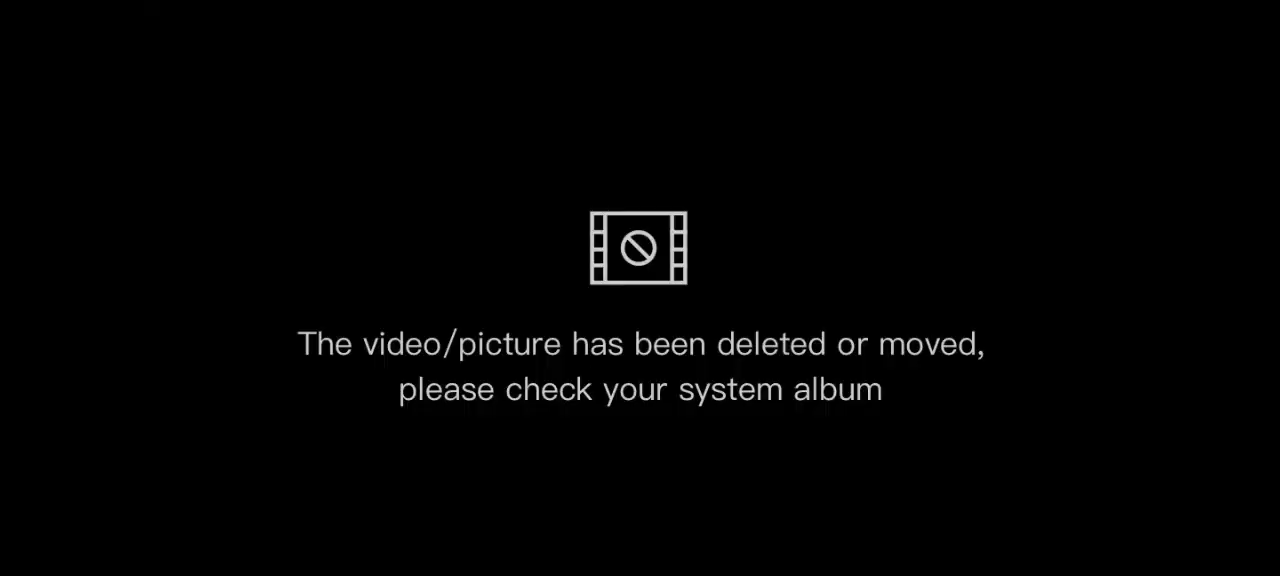 The video/picture has been deleted or moved,
please check your system album